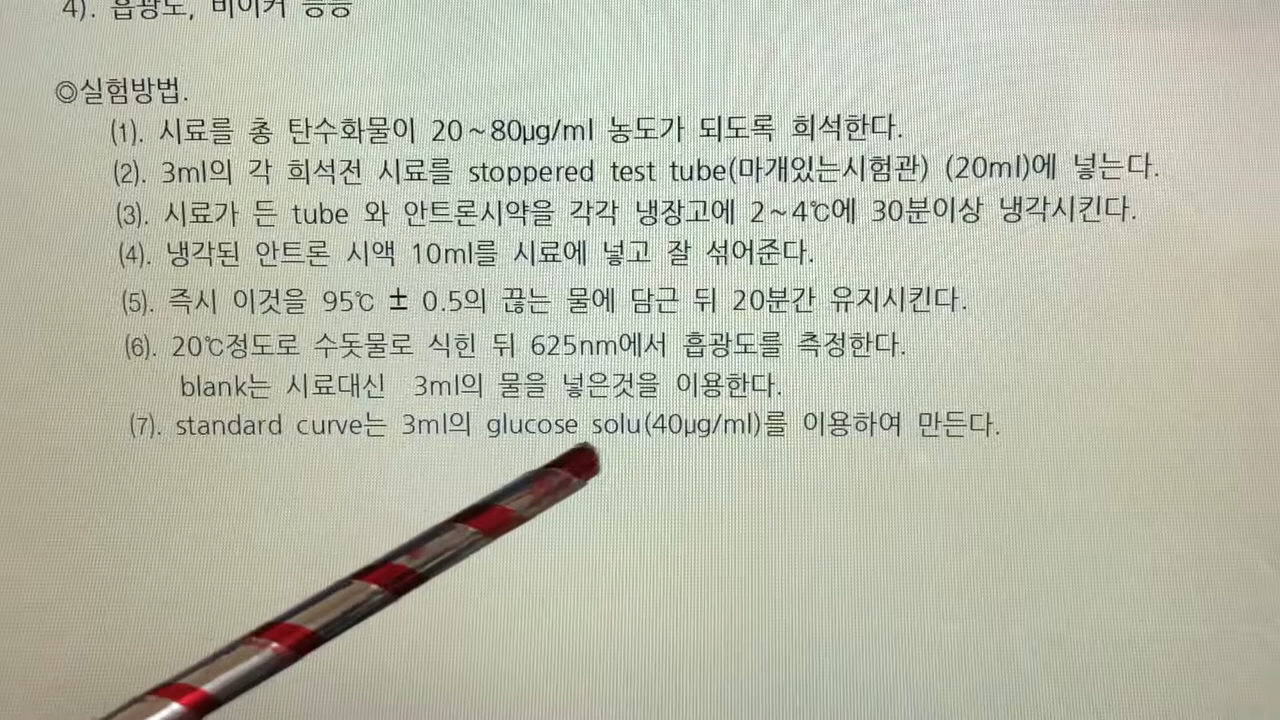 4). 흡광도, 비이커 등등
◎실험방법.
(1). 시료를 총 탄수화물이 20~80μg/ml 농도가 되도록 희석한다.
(2). 3ml의 각 희석전 시료를 stoppered test tube(마개있는시험관) (20ml)에 넣는다.
(3). 시료가 든 tube 와 안트론시약을 각각 냉장고에 2~4℃에 30분이상 냉각시킨다.
(4). 냉각된 안트론 시액 10ml를 시료에 넣고 잘 섞어준다.
(5). 즉시 이것을 95℃ ± 0.5의 끊는 물에 담근 뒤 20분간 유지시킨다.
(6). 20℃정도로 수돗물로 식힌 뒤 625nm에서 흡광도를 측정한다.
blank는 시료대신 3ml의 물을 넣은것을 이용한다.
(7). standard curve는 3ml의 glucose solu(40μg/ml)를 이용하여 만든다.